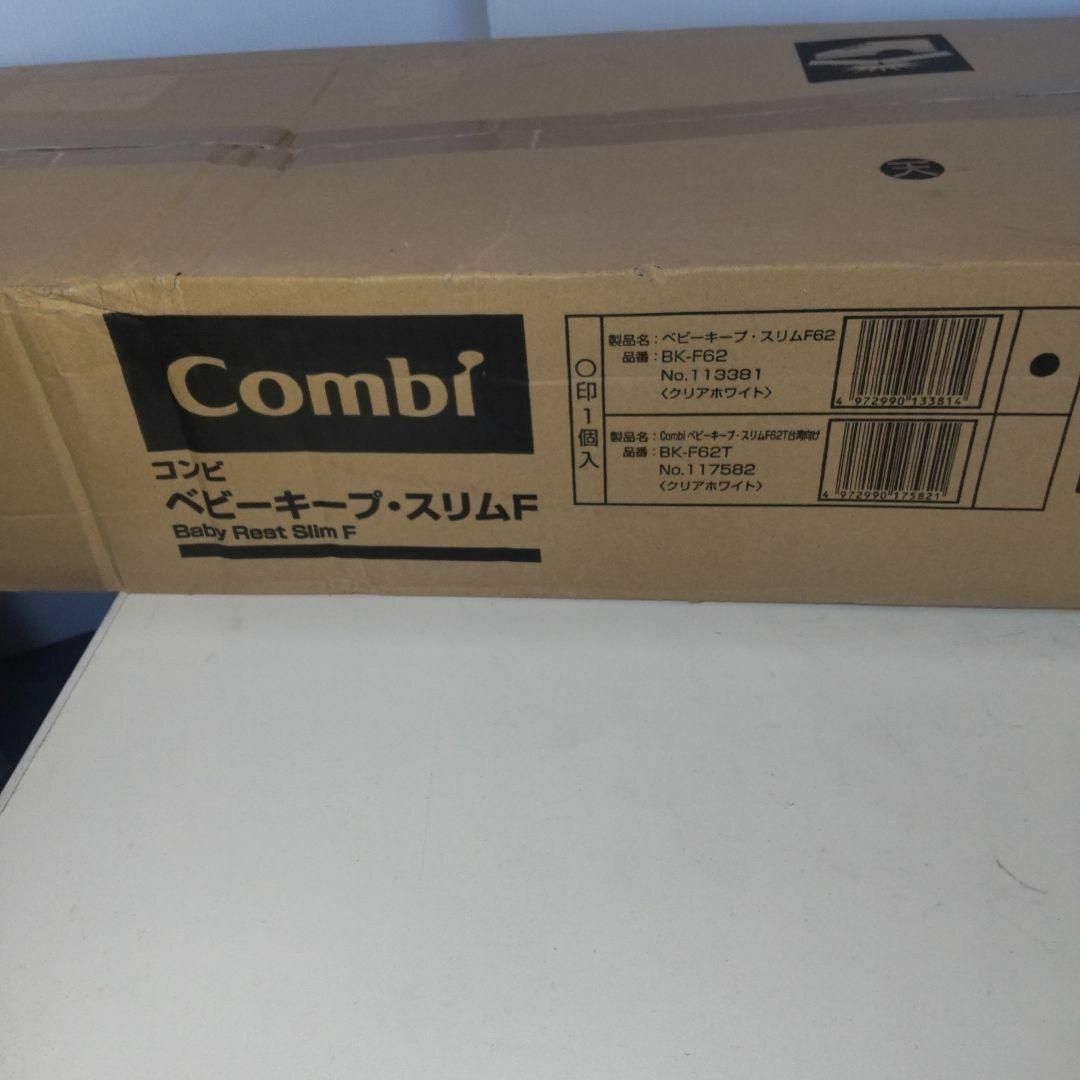 天
Combi
コンビ
ベビーキープ・スリムF
Baby Rest Slim F
○印1個入
製品名：ベビーキープ・スリムF62
品番：BK-F62
No.113381
〈クリアホワイト〉
4 972990 133814
製品名：Combi ベビーキープ・スリムF62T台湾向け
品番：BK-F62T
No.117582
〈クリアホワイト〉
4 972990 175821